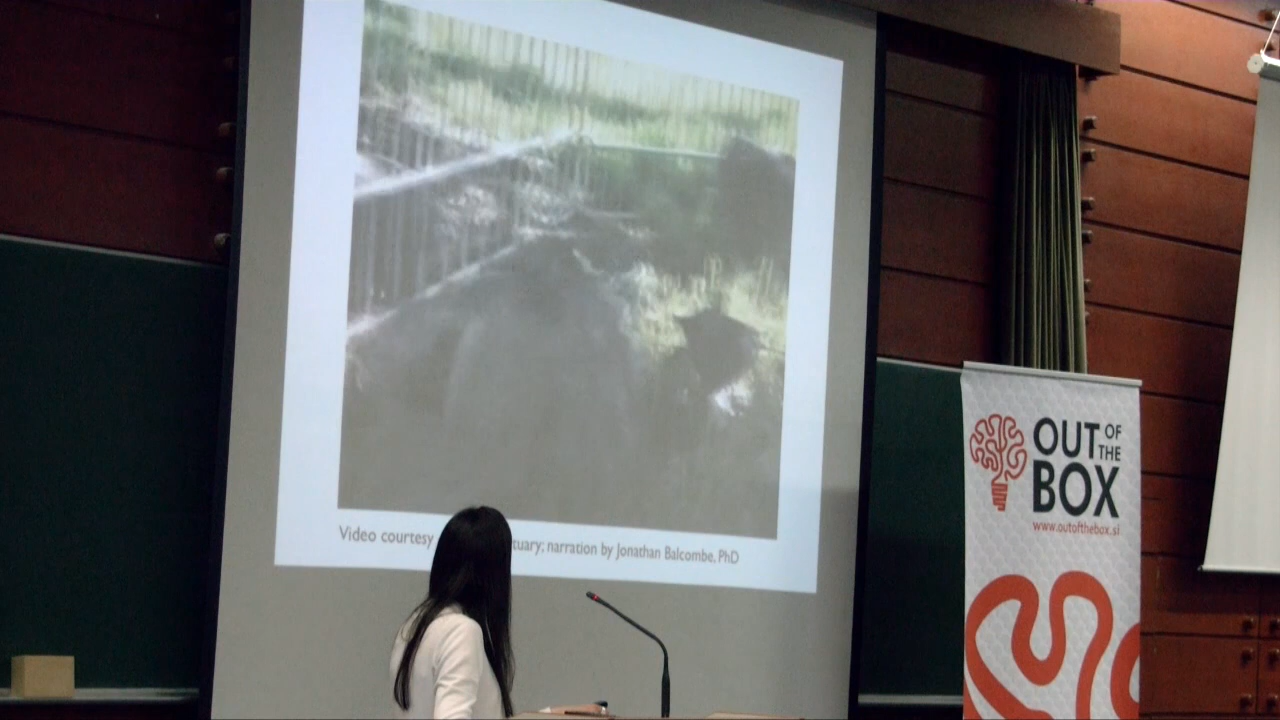 Video courtesy tuary; narration by Jonathan Balcombe, PhD
OUT OF THE
BOX
www.outofthebox.si